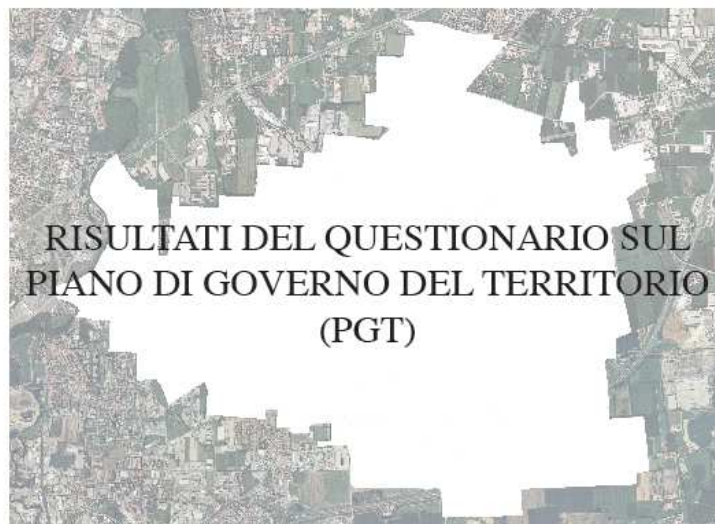 RISULTATI DEL QUESTIONARIO SUL
PIANO DI GOVERNO DEL TERRITORIO
(PGT)